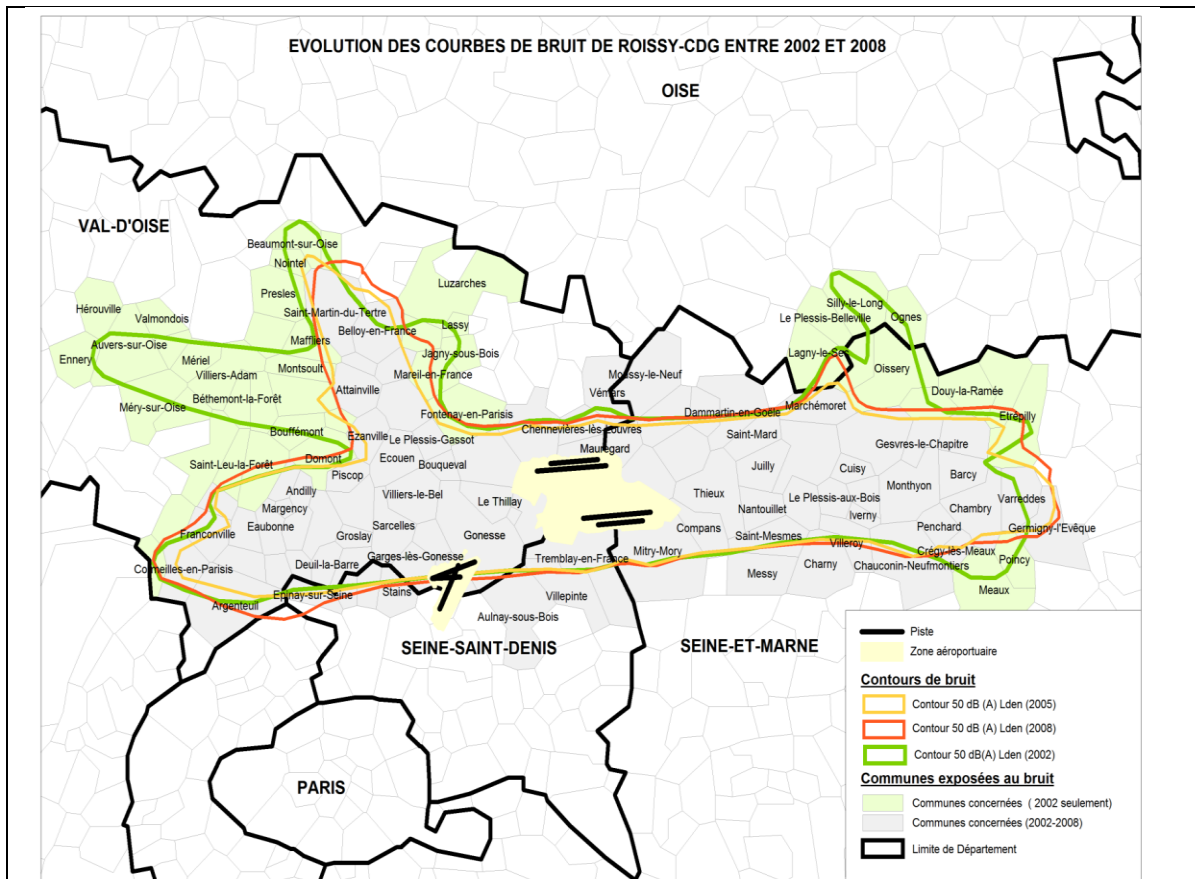 EVOLUTION DES COURBES DE BRUIT DE ROISSY-CDG ENTRE 2002 ET 2008
OISE
VAL-D'OISE
Beaumont-sur-Oise
Nointel
Luzarches
Presles
Silly-le-Long
Hérouville
Saint-Martin-du-Tertre
Le Plessis-Belleville
Ognes
Valmondois
Belloy-en-France
Lassy
Auvers-sur-Oise
Maffliers
Ennery
Mériel
Jagny-sous-Bois
Lagny-le-Sec
Montsoult
Oissery
Villiers-Adam
Mareil-en-France
Moussy-le-Neuf
Attainville
Vémars
Douy-la-Ramée
Béthemont-la-Forêt
Méry-sur-Oise
Marchémoret
Fontenay-en-Parisis
Dammartin-en-Goële
Etrépilly
Chennevières-lès-Louvres
Bouffémont
Ezanville
Saint-Mard
Le Plessis-Gassot
Mauregard
Gesvres-le-Chapitre
Domont
Ecouen
Saint-Leu-la-Forêt
Bouqueval
Juilly
Cuisy
Piscop
Barcy
Monthyon
Andilly
Villiers-le-Bel
Thieux
Le Plessis-aux-Bois
Varreddes
Margency
Le Thillay
Nantouillet
Chambry
Iverny
Eaubonne
Sarcelles
Compans
Penchard
Germigny-l'Evêque
Franconville
Groslay
Gonesse
Saint-Mesmes
Villeroy
Garges-lès-Gonesse
Tremblay-en-France
Mitry-Mory
Crégy-lès-Meaux
Poincy
Cormeilles-en-Parisis
Deuil-la-Barre
Charny
Chauconin-Neufmontiers
Messy
Meaux
Epinay-sur-Seine
Stains
Villepinte
Argenteuil
Aulnay-sous-Bois
SEINE-SAINT-DENIS
SEINE-ET-MARNE
PARIS
Piste
Zone aéroportuaire
Contours de bruit
Contour 50 dB (A) Lden (2005)
Contour 50 dB (A) Lden (2008)
Contour 50 dB(A) Lden (2002)
Communes exposées au bruit
Communes concernées ( 2002 seulement)
Communes concernées (2002-2008)
Limite de Département